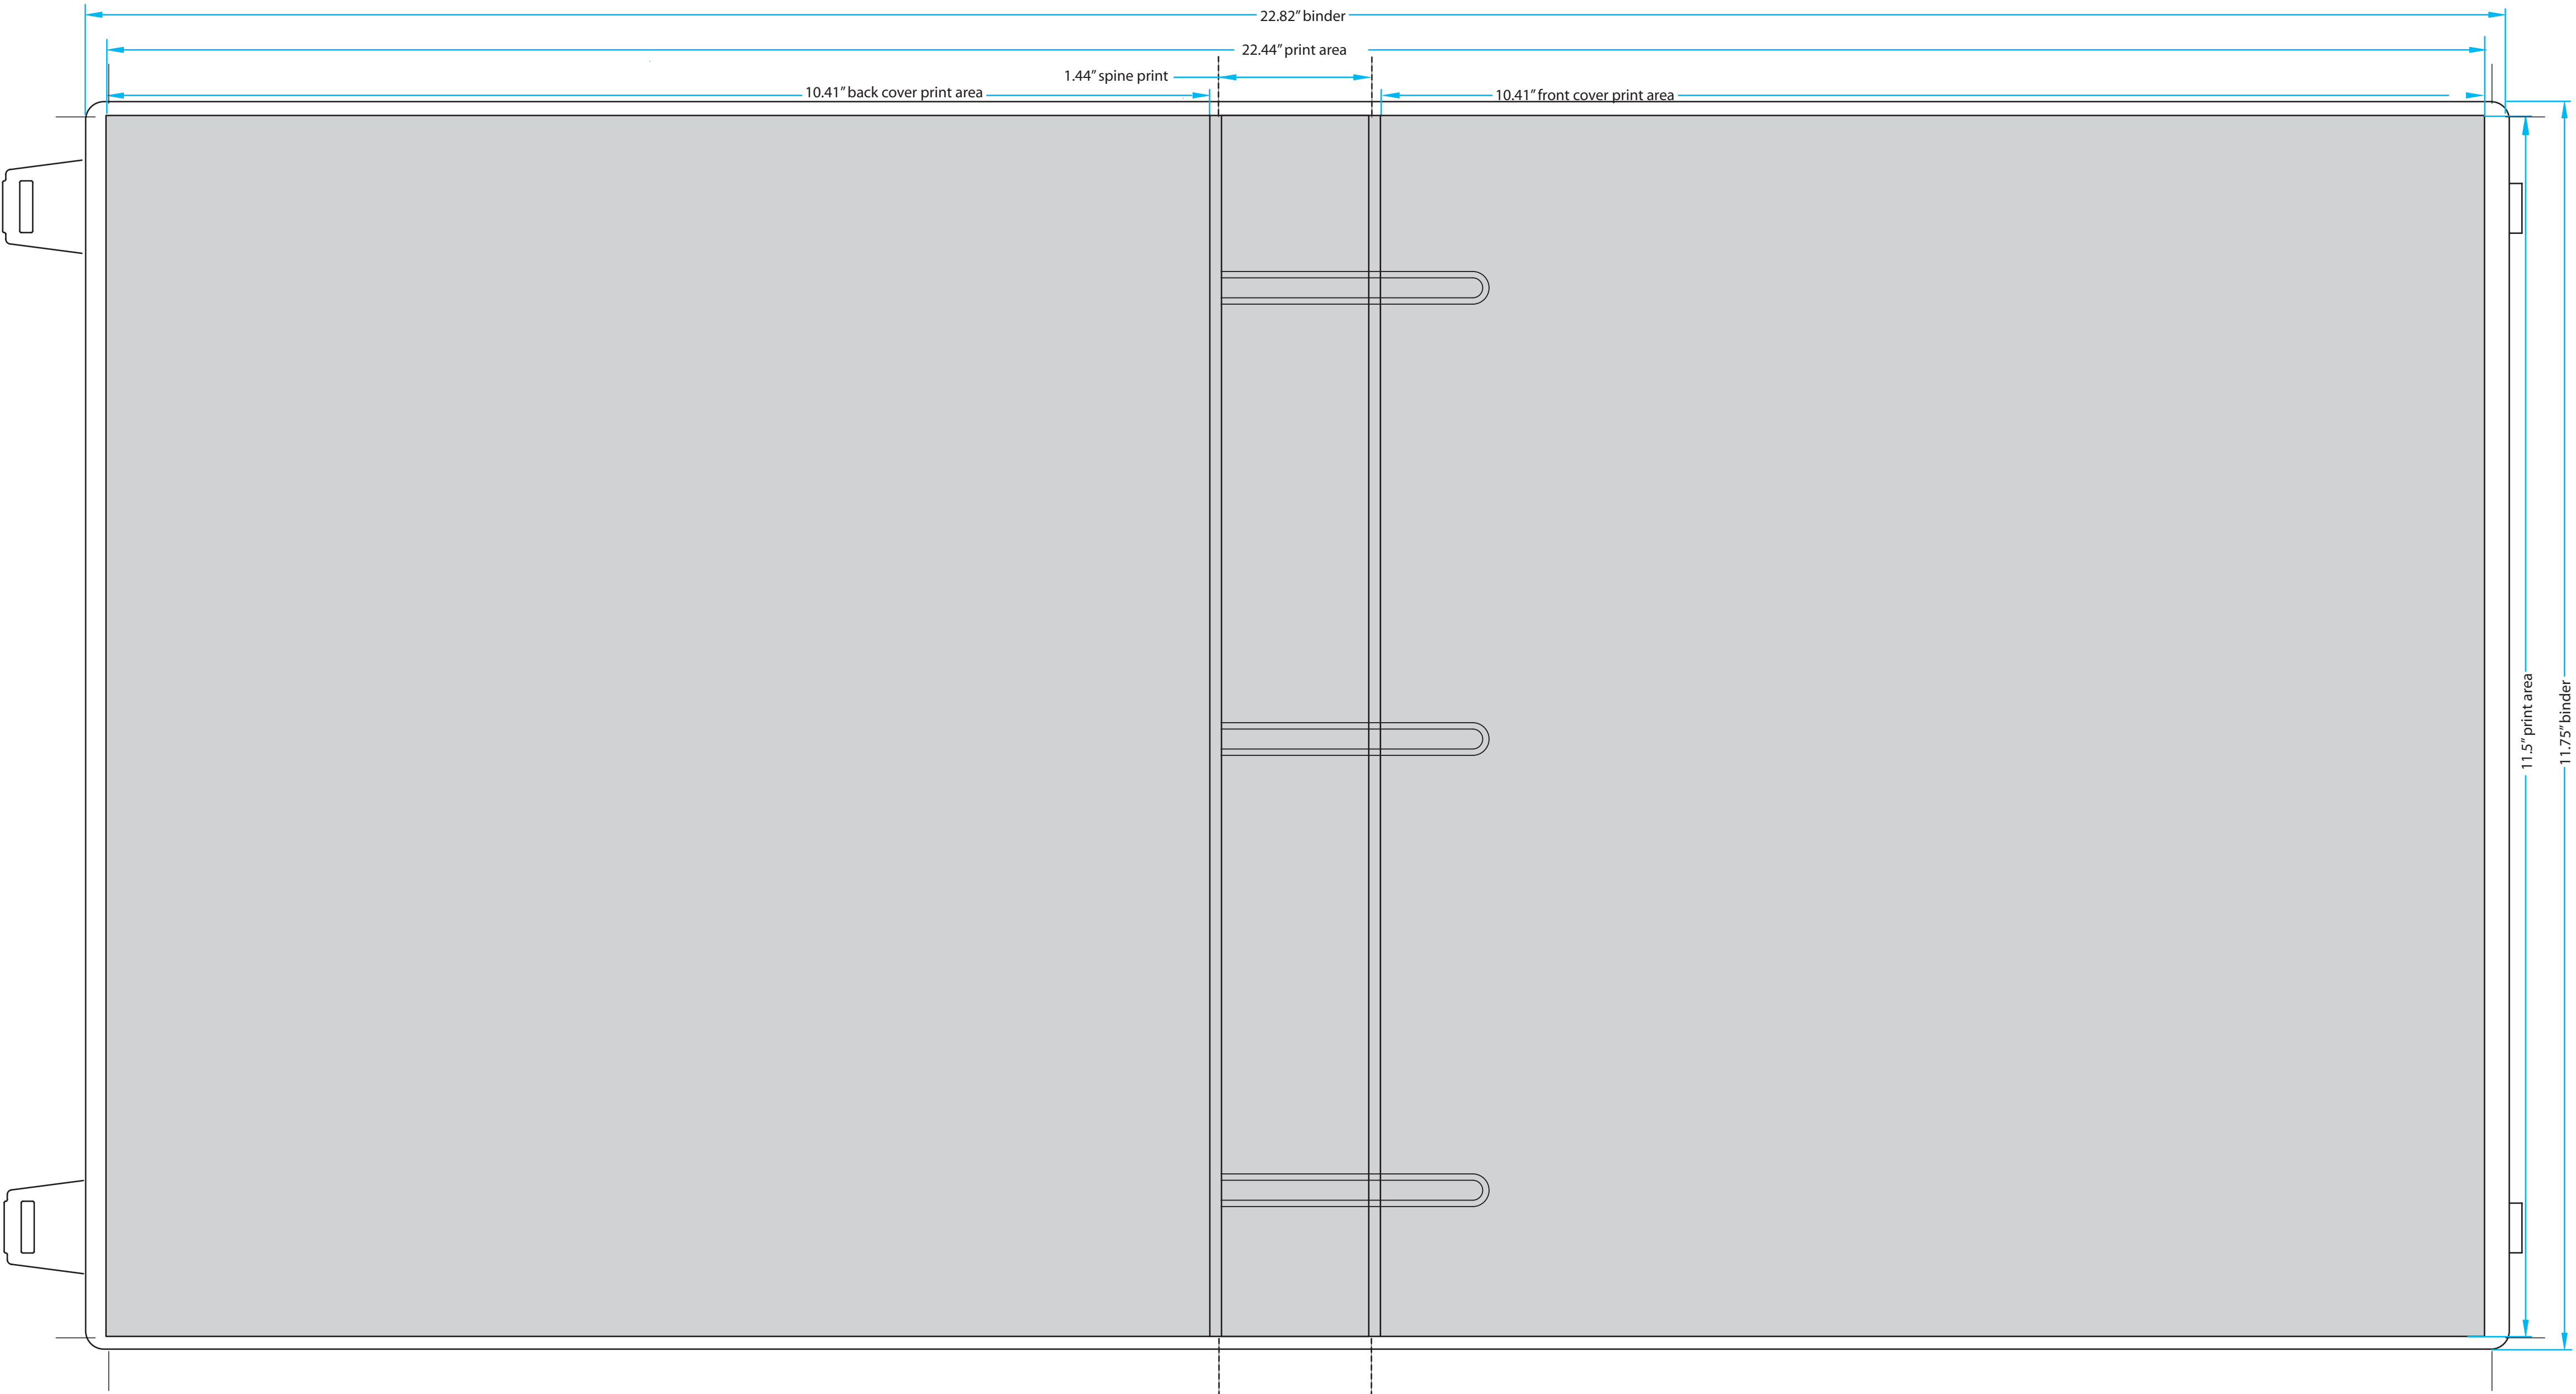 22.82" binder
22.44" print area
1.44" spine print
10.41" back cover print area
10.41" front cover print area
11.5" print area
11.75" binder